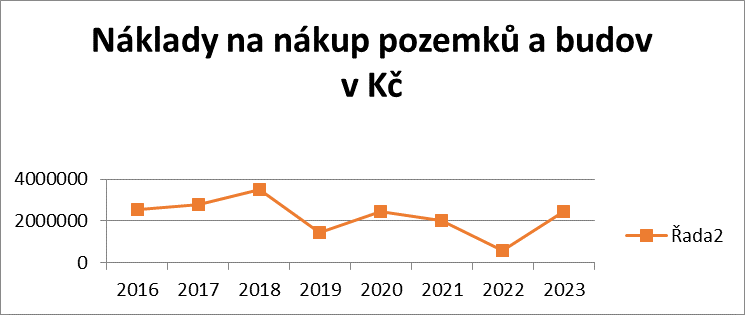 Náklady na nákup pozemků a budov
v Kč
4000000
2000000
0
2016 2017 2018 2019 2020 2021 2022 2023
Řada2